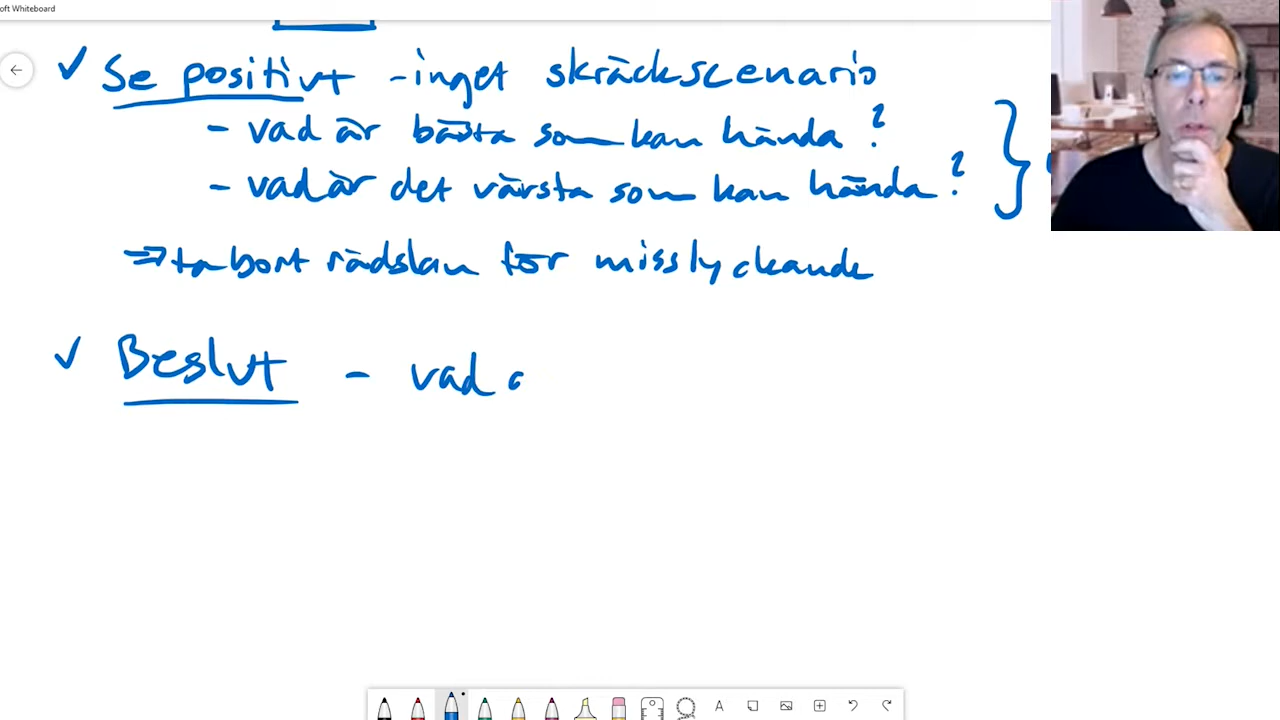 oft Whiteboard
✓ Se positivt - inget skräckscenario
- vad är bästa som kan hända?
- vad är det värsta som kan hända?
⇒ ta bort rädslan för misslyckande
✓ Beslut - vad